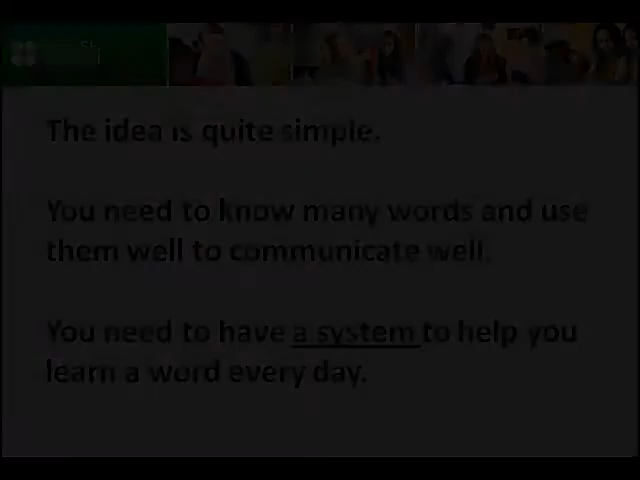 The idea is quite simple.
You need to know many words and use
them well to communicate well.
You need to have a system to help you
learn a word every day.